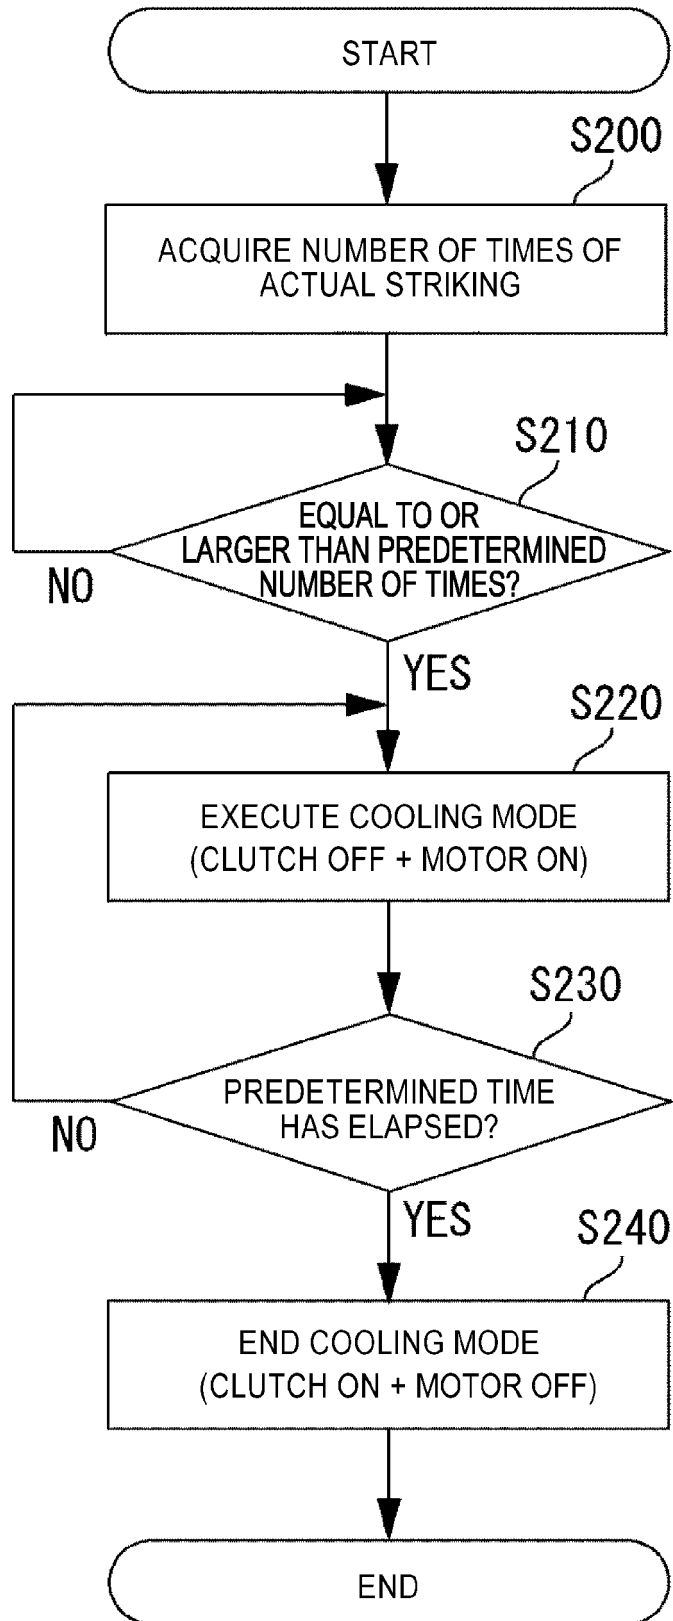 START
S200
ACQUIRE NUMBER OF TIMES OF
ACTUAL STRIKING
S210
EQUAL TO OR
LARGER THAN PREDETERMINED
NUMBER OF TIMES?
NO
YES
S220
EXECUTE COOLING MODE
(CLUTCH OFF + MOTOR ON)
S230
PREDETERMINED TIME
HAS ELAPSED?
NO
YES
S240
END COOLING MODE
(CLUTCH ON + MOTOR OFF)
END